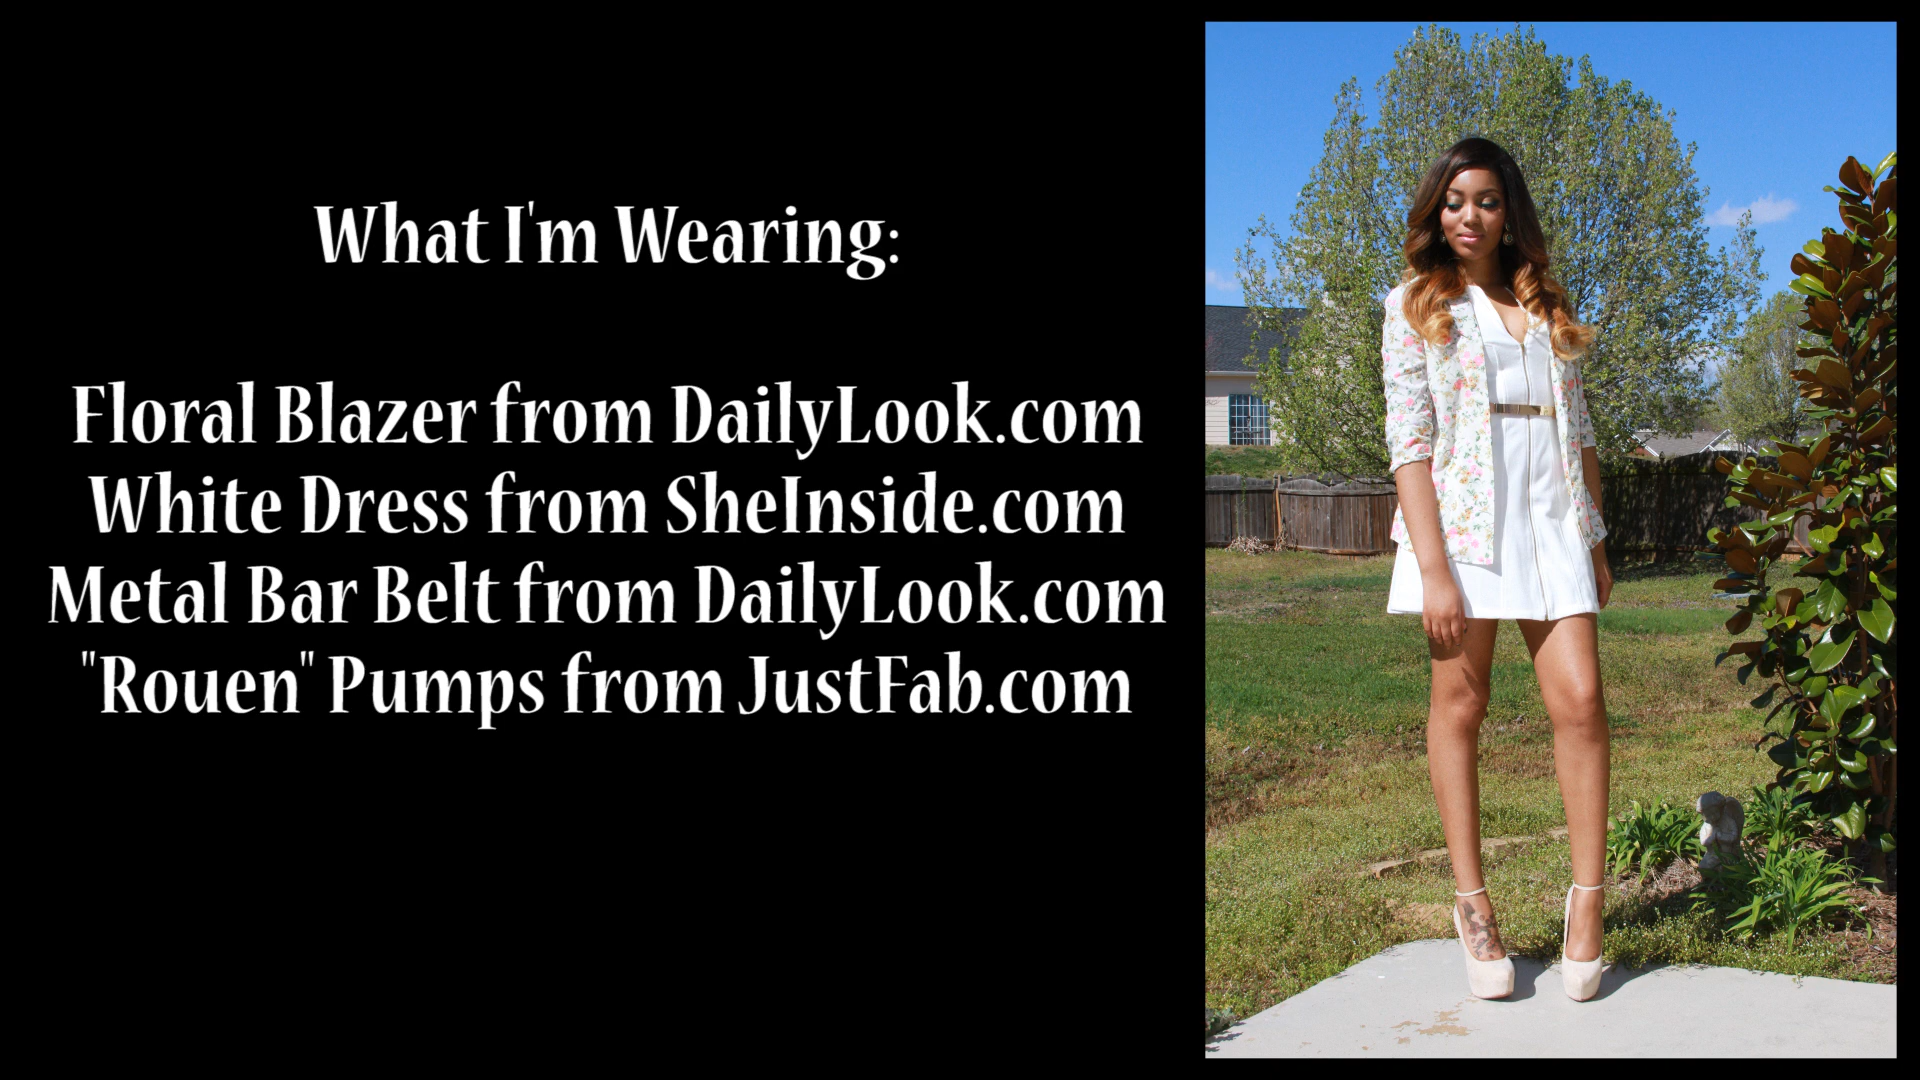 What I'm Wearing:
Floral Blazer from DailyLook.com
White Dress from SheInside.com
Metal Bar Belt from DailyLook.com
"Rouen" Pumps from JustFab.com